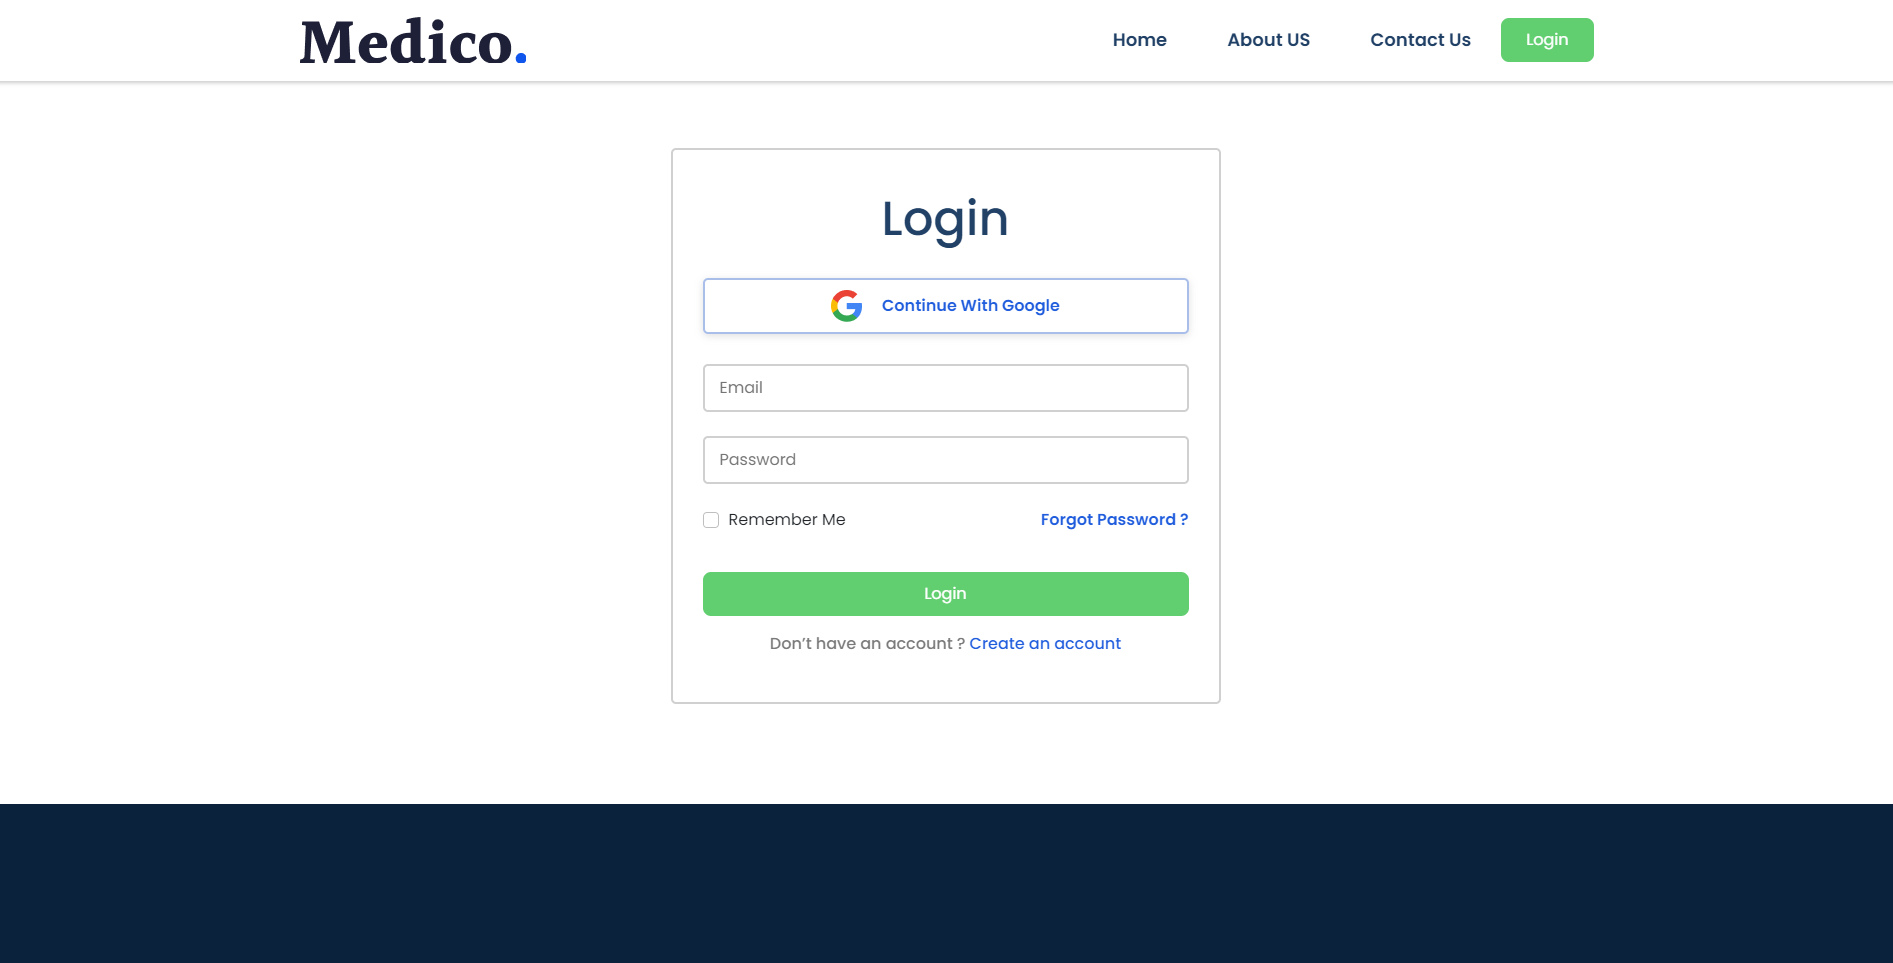 Medico.
Home About US Contact Us Login
Login
Continue With Google
Email
Password
Remember Me Forgot Password ?
Login
Don’t have an account ? Create an account